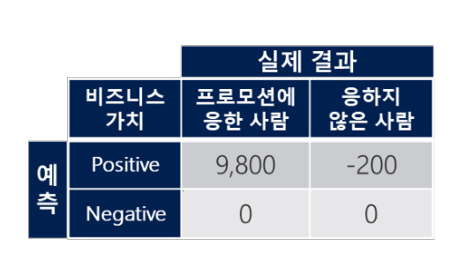 실제 결과
비즈니스 프로모션에 응하지
가치 응한 사람 않은 사람
예측
Positive 9,800 -200
Negative 0 0